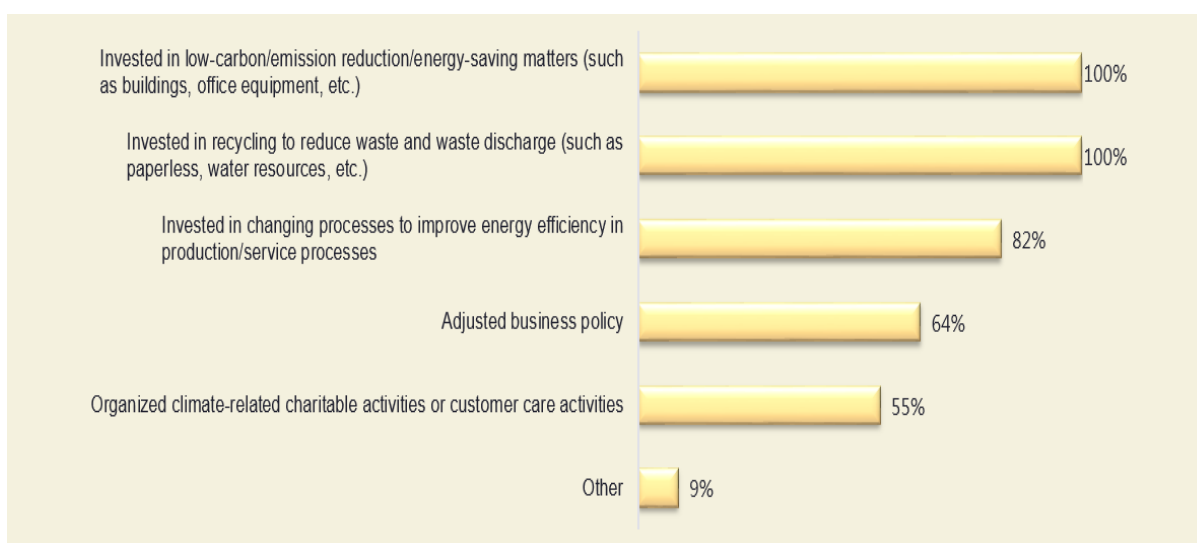 Invested in low-carbon/emission reduction/energy-saving matters (such
as buildings, office equipment, etc.)
100%
Invested in recycling to reduce waste and waste discharge (such as
paperless, water resources, etc.)
100%
Invested in changing processes to improve energy efficiency in
production/service processes
82%
Adjusted business policy
64%
Organized climate-related charitable activities or customer care activities
55%
Other
9%